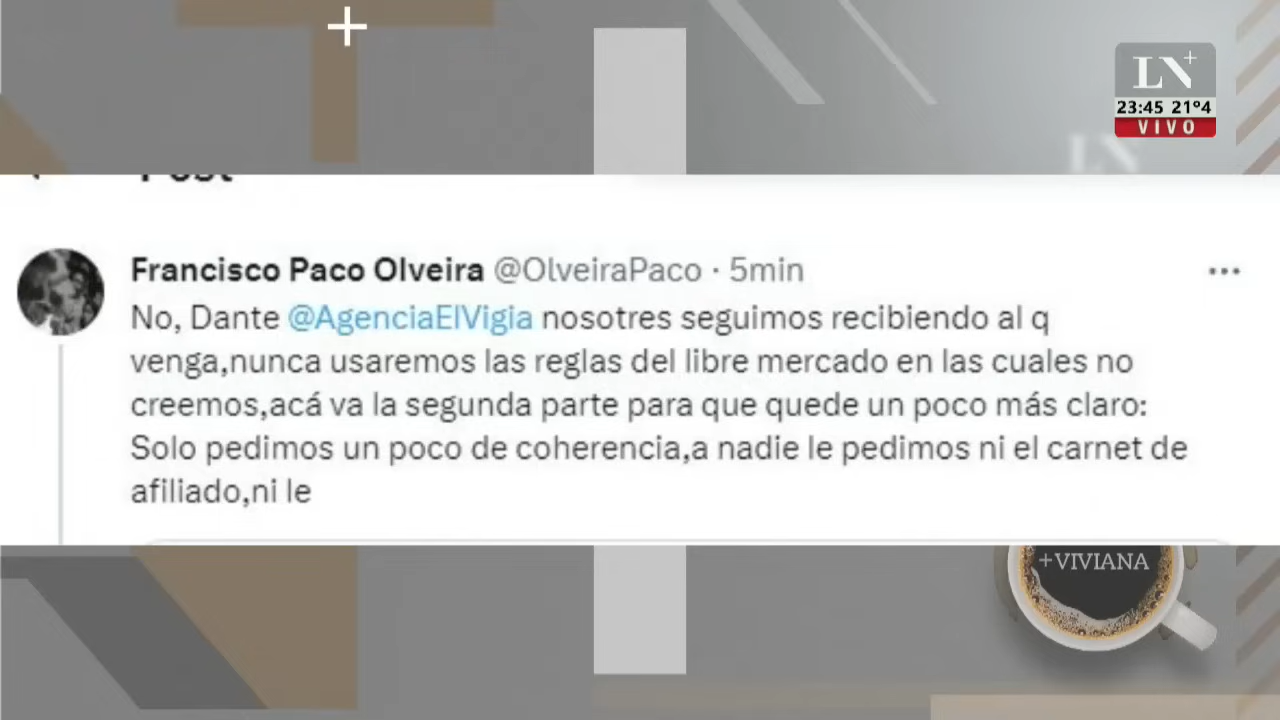 LN+
23:45 21°4
VIVO
Post
Francisco Paco Olveira @OlveiraPaco · 5min
No, Dante @AgenciaElVigia nosotres seguimos recibiendo al q
venga,nunca usaremos las reglas del libre mercado en las cuales no
creemos,acá va la segunda parte para que quede un poco más claro:
Solo pedimos un poco de coherencia,a nadie le pedimos ni el carnet de
afiliado,ni le
+VIVIANA